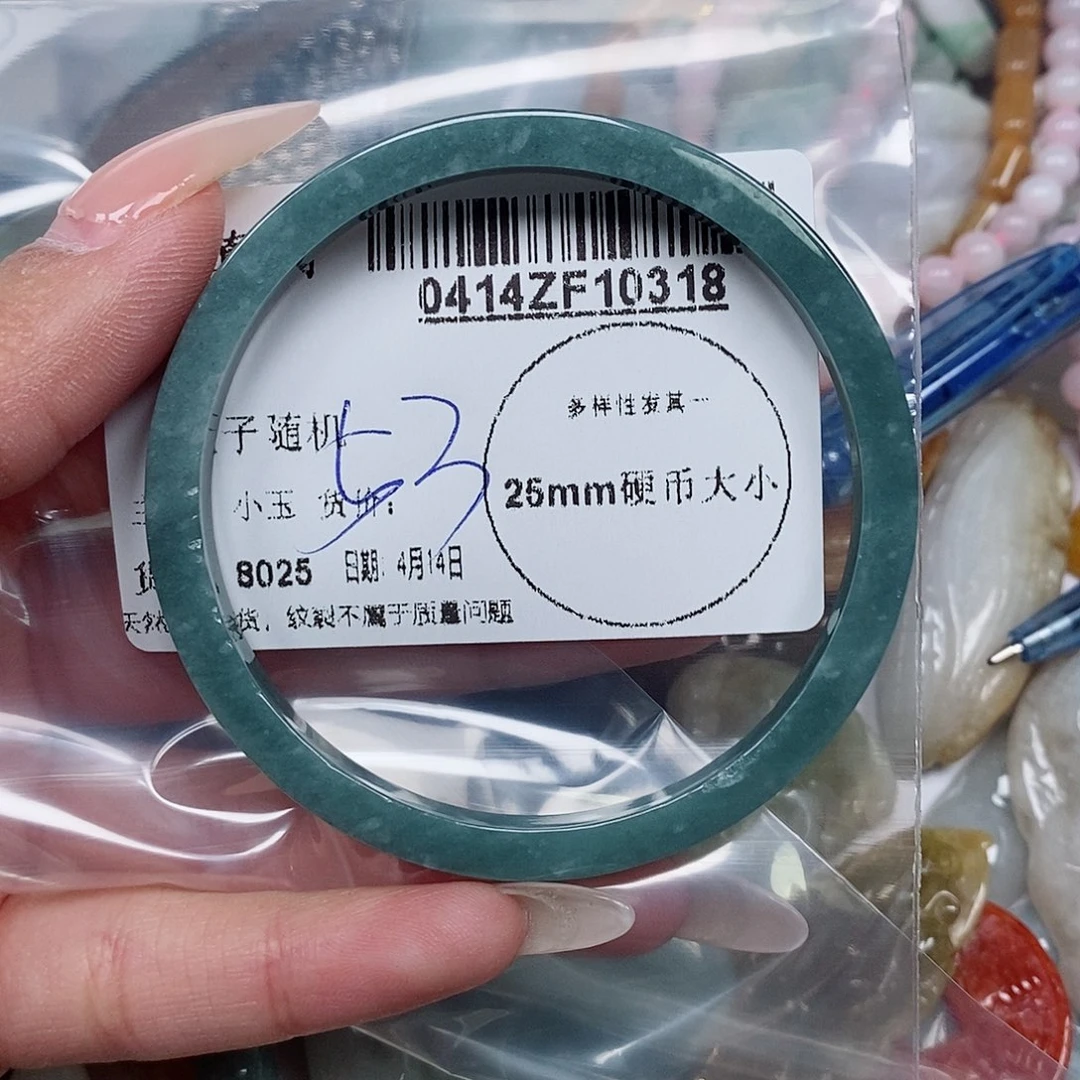 0414ZF10318
子随机
53
多样性发其…
25mm硬币大小
小玉 货价:
8025 日期: 4月14日
货，纹裂不属于质量问题